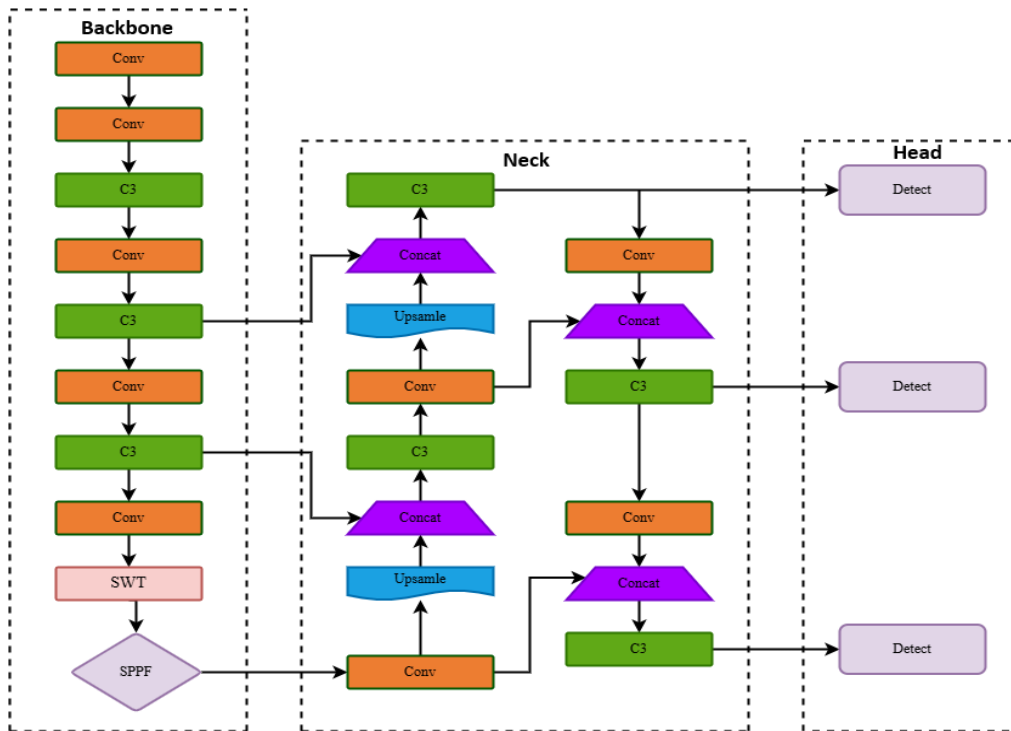 Backbone
Conv
Conv
C3
Conv
C3
Conv
C3
Conv
SWT
SPPF
Neck
C3
Concat
Upsamle
Conv
C3
Concat
Upsamle
Conv
Conv
Concat
C3
Conv
Concat
C3
Head
Detect
Detect
Detect